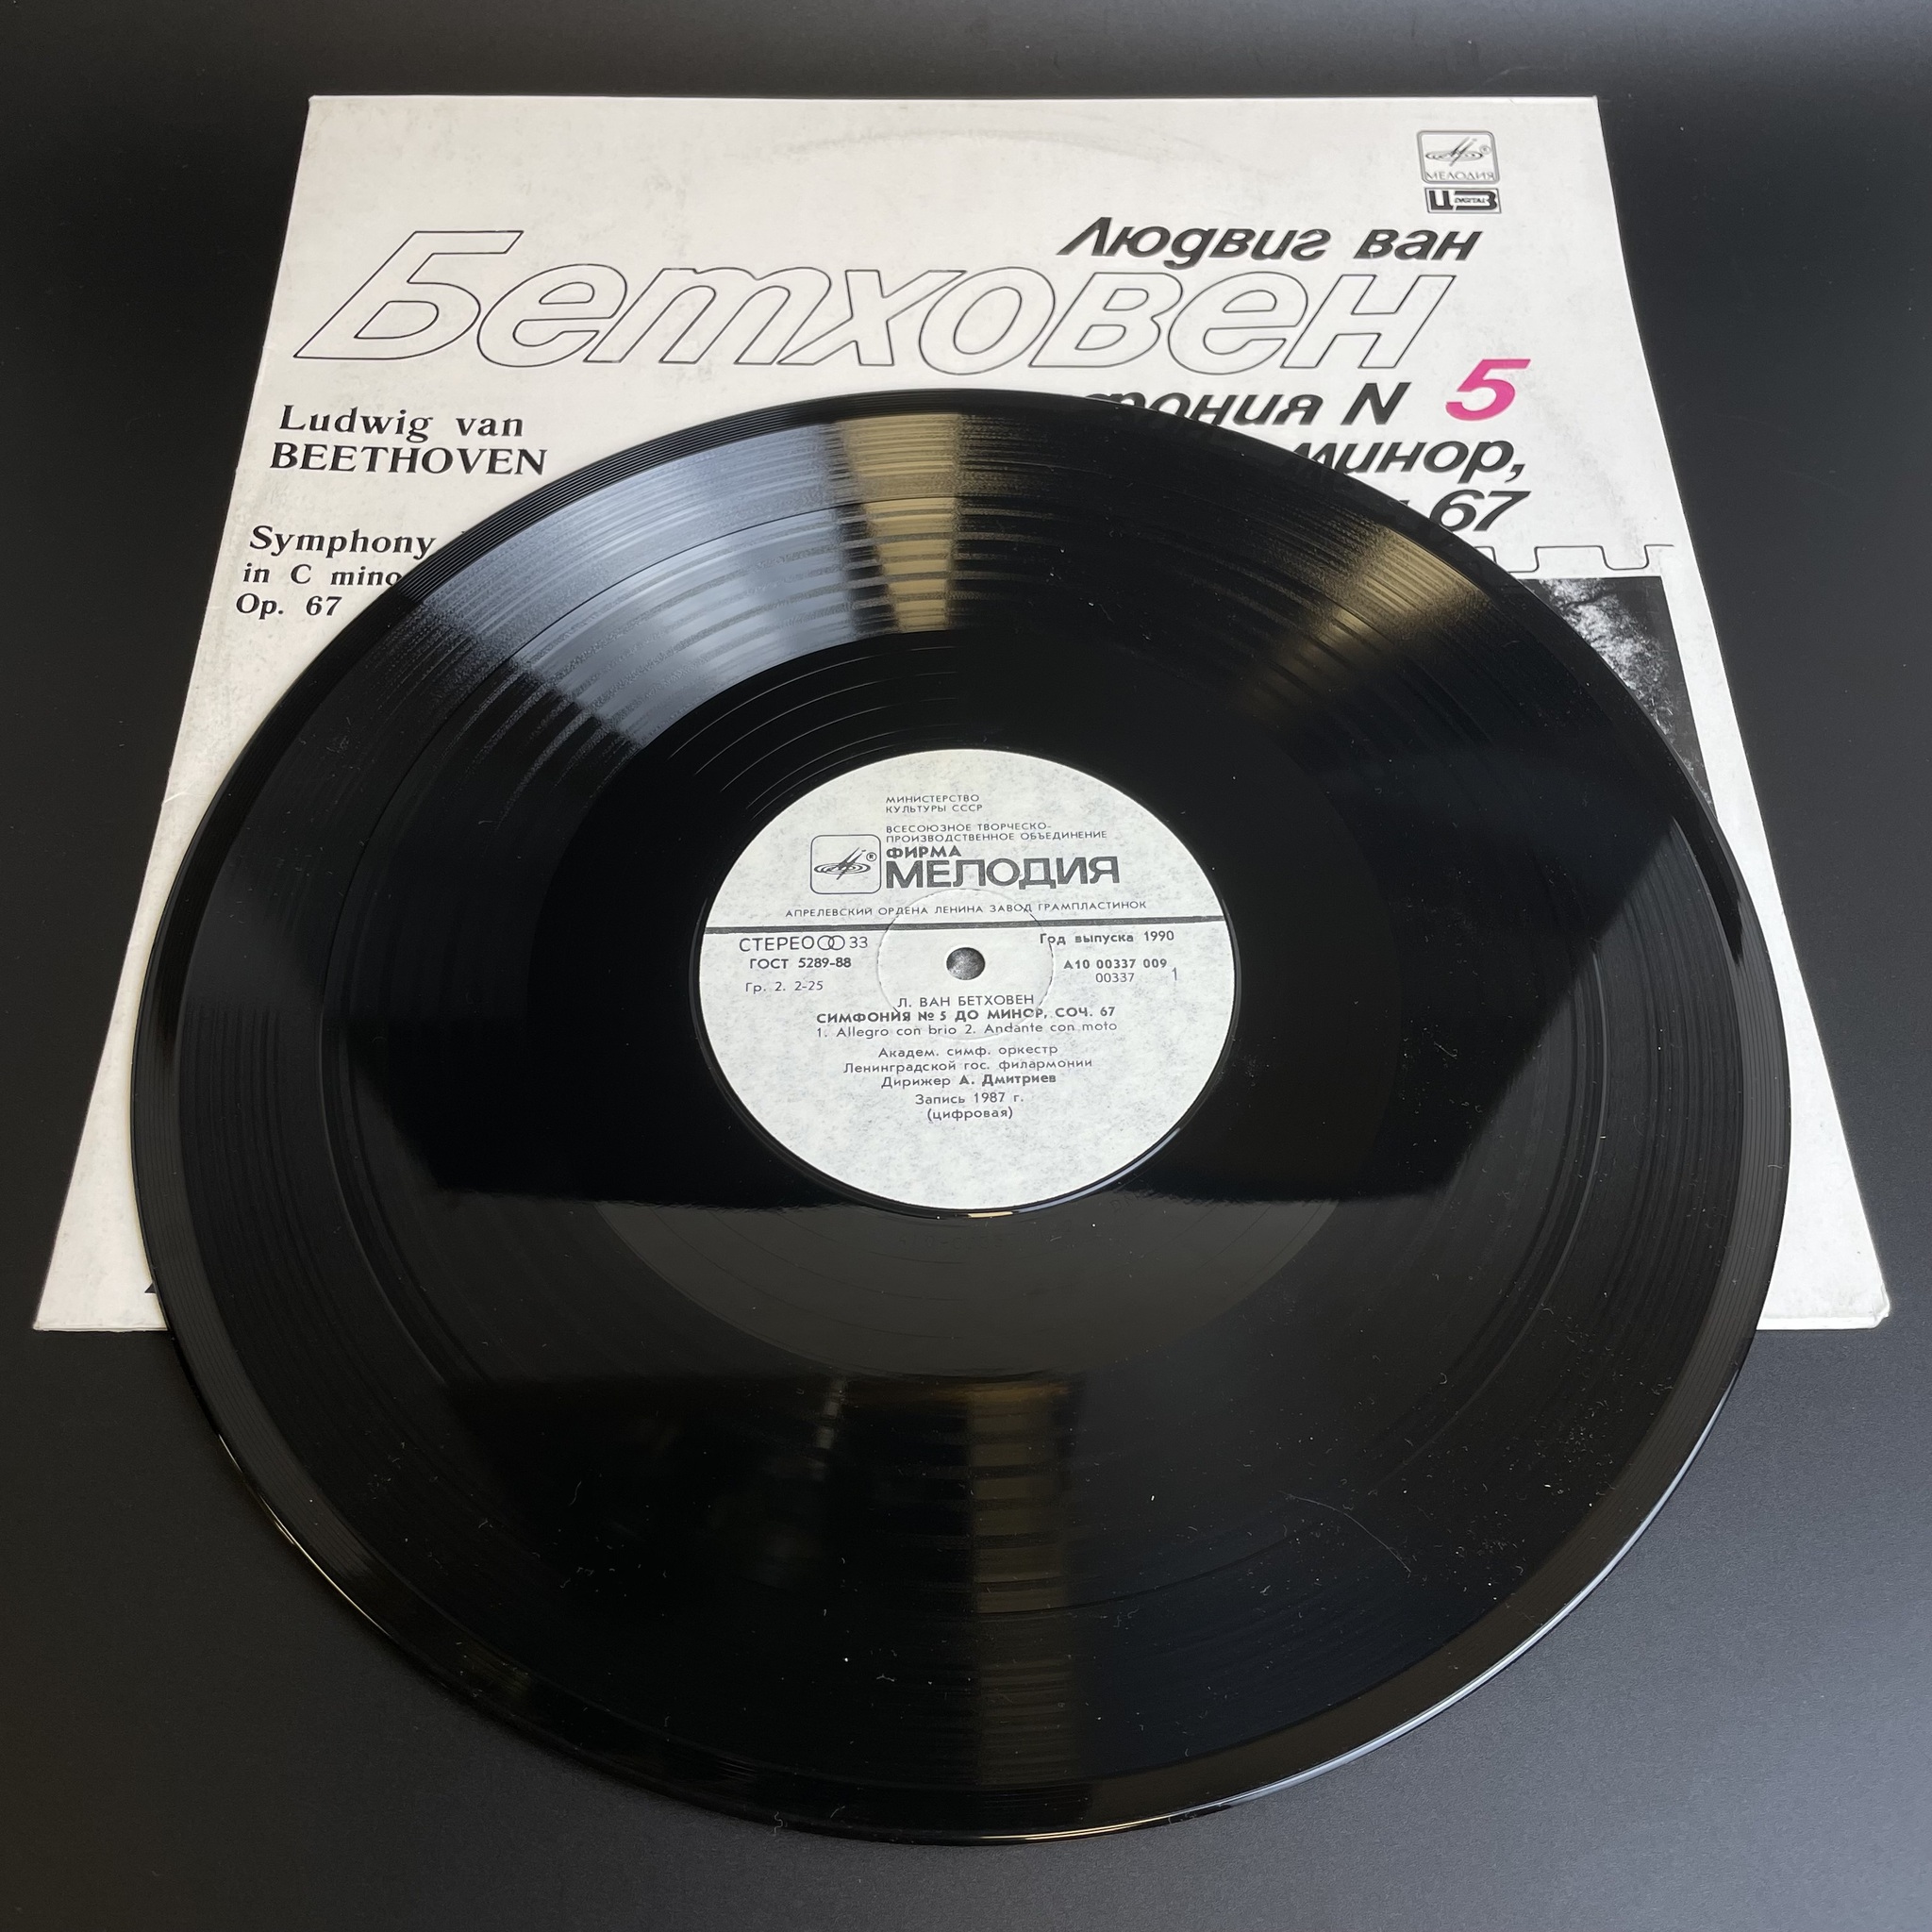 МЕЛОДИЯ
ЦЗ DIGITAL
Людвиг ван
Бетховен
N 5
минор,
67
Ludwig van
BEETHOVEN
Symphony
in C
Op. 67
МИНИСТЕРСТВО
КУЛЬТУРЫ СССР
ВСЕСОЮЗНОЕ ТВОРЧЕСКО-
ПРОИЗВОДСТВЕННОЕ ОБЪЕДИНЕНИЕ
ФИРМА
МЕЛОДИЯ
АПРЕЛЕВСКИЙ ОРДЕНА ЛЕНИНА ЗАВОД ГРАМПЛАСТИНОК
СТЕРЕО 33
ГОСТ 5289-88
Гр. 2. 2-25
Год выпуска 1990
А10 00337 009
00337 1
Л. ВАН БЕТХОВЕН
СИМФОНИЯ № 5 ДО МИНОР, СОЧ. 67
1. Allegro con brio 2. Andante con moto
Академ. симф. оркестр
Ленинградской гос. филармонии
Дирижер А. Дмитриев
Запись 1987 г.
(цифровая)